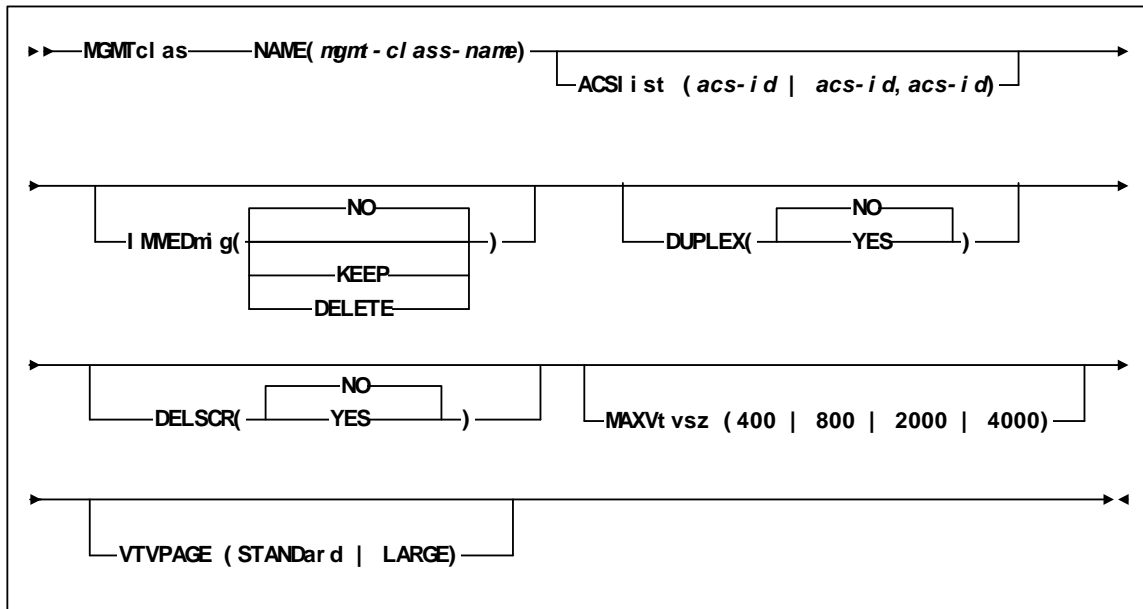 MGMTclas NAME(mgmt-class-name)
ACSlist (acs-id | acs-id,acs-id)
IMMEDmig(
NO
KEEP
DELETE
)
DUPLEX(
NO
YES
)
DELSCR(
NO
YES
)
MAXVtvsz (400 | 800 | 2000 | 4000)
VTVPAGE (STANDard | LARGE)